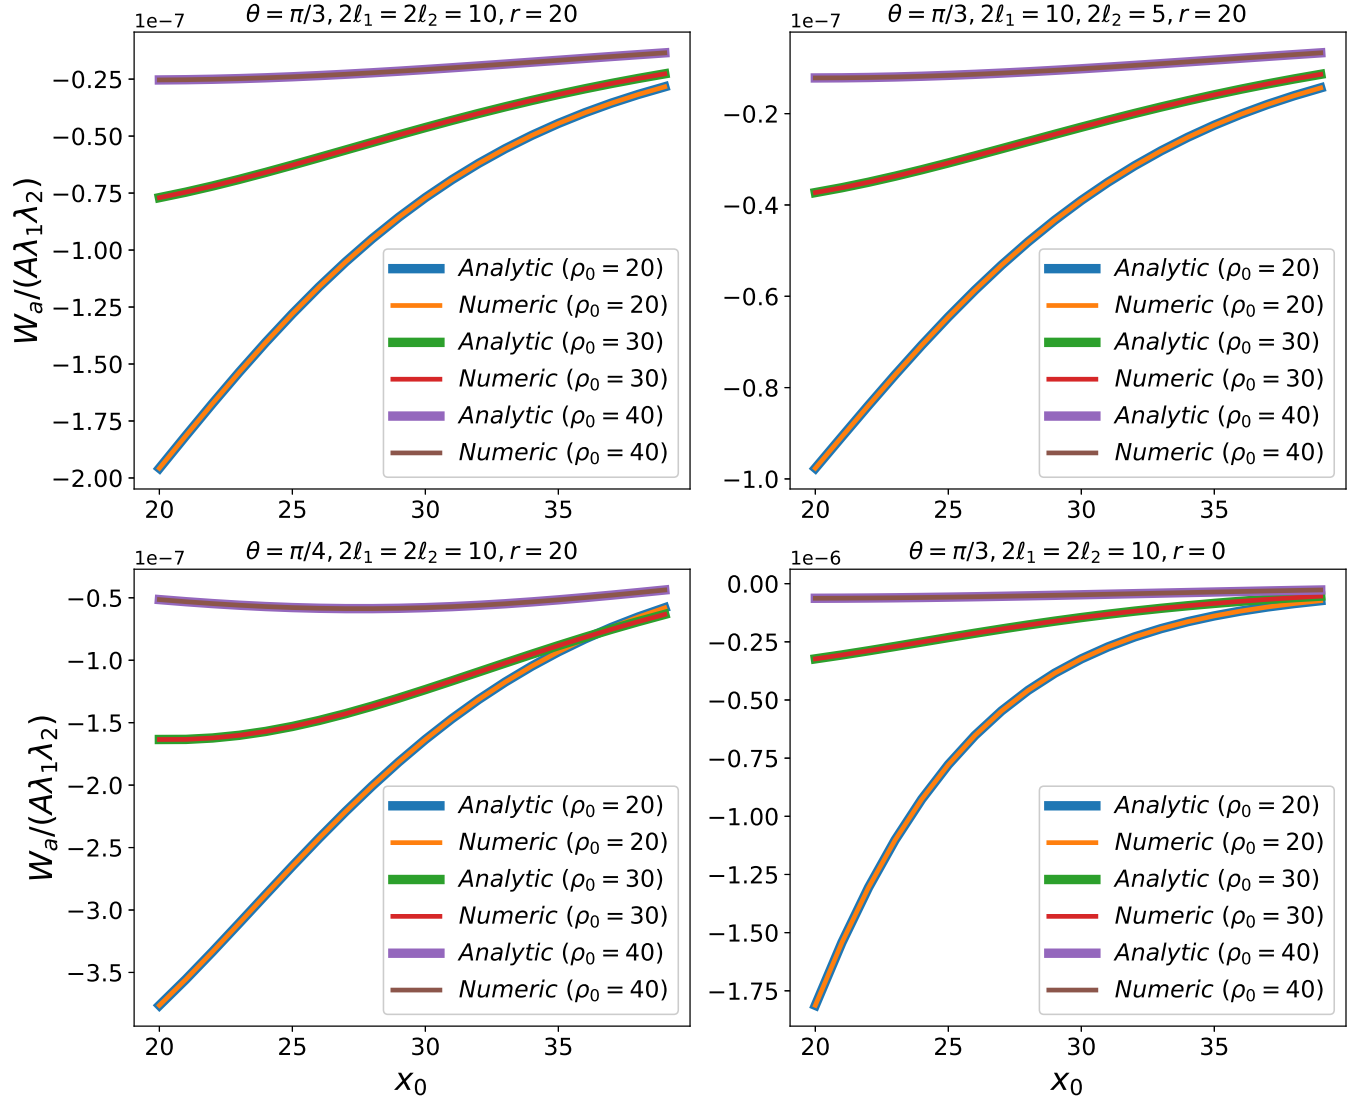 1e−7
θ = π/3, 2ℓ₁ = 2ℓ₂ = 10, r = 20
W_a/(Aλ₁λ₂)
−0.25
−0.50
−0.75
−1.00
−1.25
−1.50
−1.75
−2.00
20
25
30
35
Analytic (ρ₀ = 20)
Numeric (ρ₀ = 20)
Analytic (ρ₀ = 30)
Numeric (ρ₀ = 30)
Analytic (ρ₀ = 40)
Numeric (ρ₀ = 40)
1e−7
θ = π/3, 2ℓ₁ = 10, 2ℓ₂ = 5, r = 20
−0.2
−0.4
−0.6
−0.8
−1.0
20
25
30
35
Analytic (ρ₀ = 20)
Numeric (ρ₀ = 20)
Analytic (ρ₀ = 30)
Numeric (ρ₀ = 30)
Analytic (ρ₀ = 40)
Numeric (ρ₀ = 40)
1e−7
θ = π/4, 2ℓ₁ = 2ℓ₂ = 10, r = 20
W_a/(Aλ₁λ₂)
−0.5
−1.0
−1.5
−2.0
−2.5
−3.0
−3.5
20
25
30
35
x₀
Analytic (ρ₀ = 20)
Numeric (ρ₀ = 20)
Analytic (ρ₀ = 30)
Numeric (ρ₀ = 30)
Analytic (ρ₀ = 40)
Numeric (ρ₀ = 40)
1e−6
θ = π/3, 2ℓ₁ = 2ℓ₂ = 10, r = 0
0.00
−0.25
−0.50
−0.75
−1.00
−1.25
−1.50
−1.75
20
25
30
35
x₀
Analytic (ρ₀ = 20)
Numeric (ρ₀ = 20)
Analytic (ρ₀ = 30)
Numeric (ρ₀ = 30)
Analytic (ρ₀ = 40)
Numeric (ρ₀ = 40)